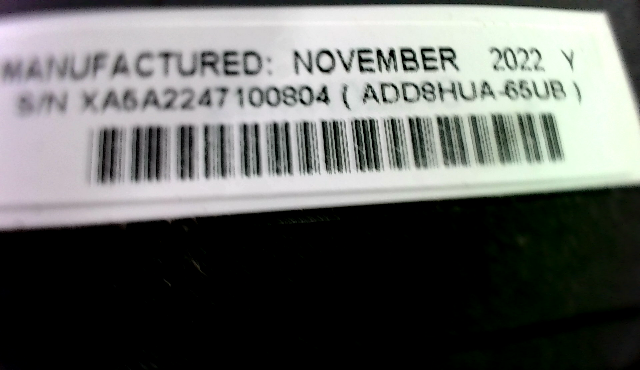 MANUFACTURED: NOVEMBER 2022 Y
S/N XA5A2247100804 ( ADD8HUA-65UB )